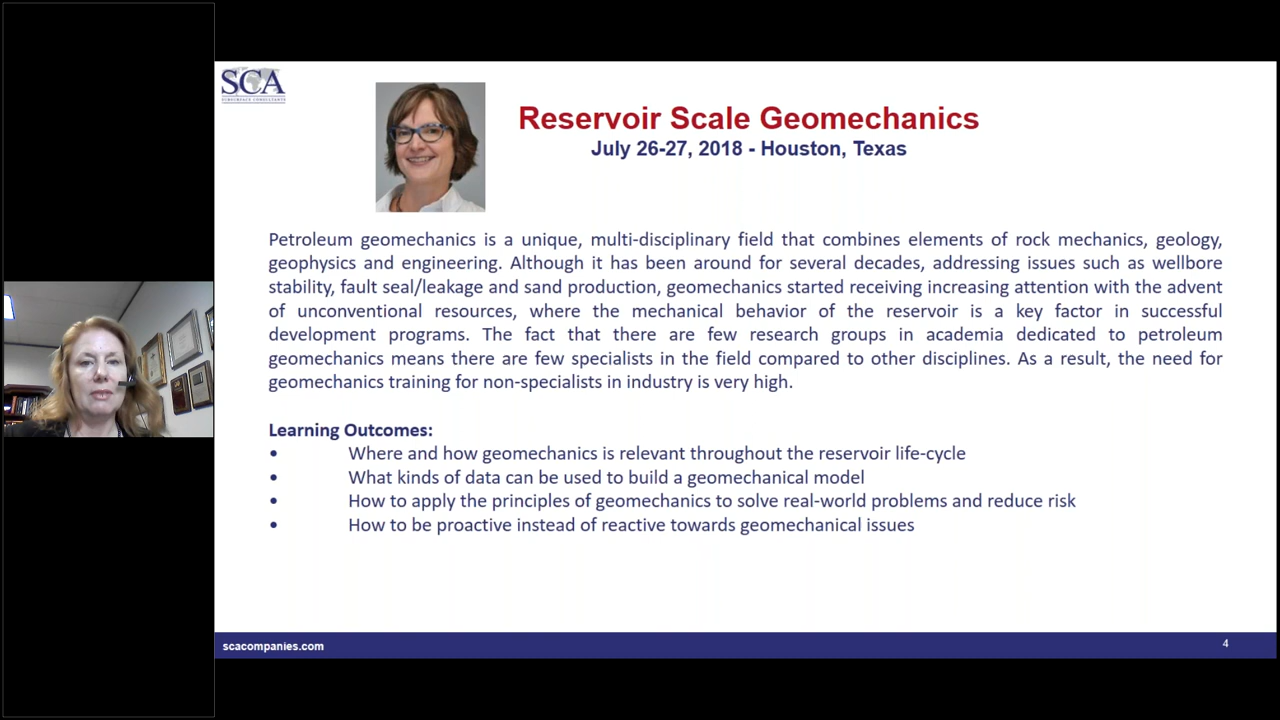 SCA
SUBSURFACE CONSULTANTS
Reservoir Scale Geomechanics
July 26-27, 2018 - Houston, Texas
Petroleum geomechanics is a unique, multi-disciplinary field that combines elements of rock mechanics, geology,
geophysics and engineering. Although it has been around for several decades, addressing issues such as wellbore
stability, fault seal/leakage and sand production, geomechanics started receiving increasing attention with the advent
of unconventional resources, where the mechanical behavior of the reservoir is a key factor in successful
development programs. The fact that there are few research groups in academia dedicated to petroleum
geomechanics means there are few specialists in the field compared to other disciplines. As a result, the need for
geomechanics training for non-specialists in industry is very high.
Learning Outcomes:
• Where and how geomechanics is relevant throughout the reservoir life-cycle
• What kinds of data can be used to build a geomechanical model
• How to apply the principles of geomechanics to solve real-world problems and reduce risk
• How to be proactive instead of reactive towards geomechanical issues
scacompanies.com
4